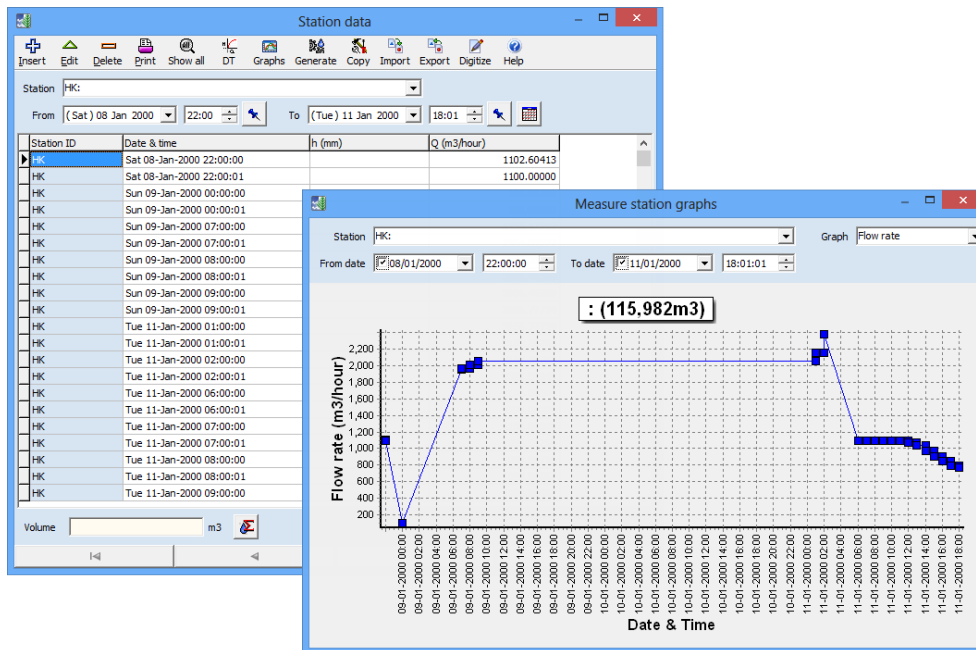 Station data
Insert Edit Delete Print Show all DT Graphs Generate Copy Import Export Digitize Help
Station HK:
From (Sat) 08 Jan 2000 22:00 To (Tue) 11 Jan 2000 18:01
Station ID Date & time h (mm) Q (m3/hour)
HK Sat 08-Jan-2000 22:00:00 1102.60413
HK Sat 08-Jan-2000 22:00:01 1100.00000
HK Sun 09-Jan-2000 00:00:00
HK Sun 09-Jan-2000 00:00:01
HK Sun 09-Jan-2000 07:00:00
HK Sun 09-Jan-2000 07:00:01
HK Sun 09-Jan-2000 08:00:00
HK Sun 09-Jan-2000 08:00:01
HK Sun 09-Jan-2000 09:00:00
HK Sun 09-Jan-2000 09:00:01
HK Tue 11-Jan-2000 01:00:00
HK Tue 11-Jan-2000 01:00:01
HK Tue 11-Jan-2000 02:00:00
HK Tue 11-Jan-2000 02:00:01
HK Tue 11-Jan-2000 06:00:00
HK Tue 11-Jan-2000 06:00:01
HK Tue 11-Jan-2000 07:00:00
HK Tue 11-Jan-2000 07:00:01
HK Tue 11-Jan-2000 08:00:00
HK Tue 11-Jan-2000 08:00:01
HK Tue 11-Jan-2000 09:00:00
Volume m3
Measure station graphs
Station HK: Graph Flow rate
From date 08/01/2000 22:00:00 To date 11/01/2000 18:01:01
: (115,982m3)
Flow rate (m3/hour)
2,200
2,000
1,800
1,600
1,400
1,200
1,000
800
600
400
200
09-01-2000 00:00
09-01-2000 02:00
09-01-2000 04:00
09-01-2000 06:00
09-01-2000 08:00
09-01-2000 10:00
09-01-2000 12:00
09-01-2000 14:00
09-01-2000 16:00
09-01-2000 18:00
09-01-2000 20:00
09-01-2000 22:00
10-01-2000 00:00
10-01-2000 02:00
10-01-2000 04:00
10-01-2000 06:00
10-01-2000 08:00
10-01-2000 10:00
10-01-2000 12:00
10-01-2000 14:00
10-01-2000 16:00
10-01-2000 18:00
10-01-2000 20:00
10-01-2000 22:00
11-01-2000 00:00
11-01-2000 02:00
11-01-2000 04:00
11-01-2000 06:00
11-01-2000 08:00
11-01-2000 10:00
11-01-2000 12:00
11-01-2000 14:00
11-01-2000 16:00
11-01-2000 18:00
Date & Time